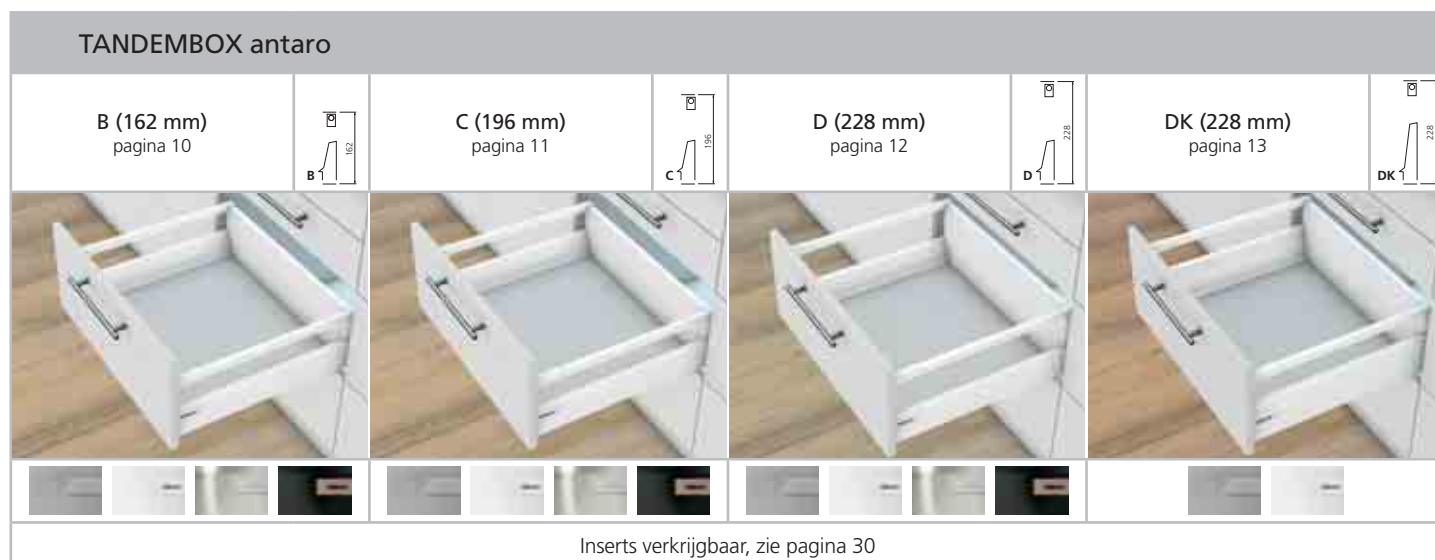 TANDEMBOX antaro
B (162 mm)
pagina 10
B
162
C (196 mm)
pagina 11
C
196
D (228 mm)
pagina 12
D
228
DK (228 mm)
pagina 13
DK
228
Inserts verkrijgbaar, zie pagina 30